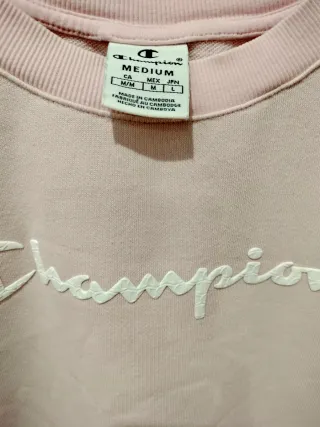 Champion
MEDIUM
CA MEX JPN
M/M M L
MADE IN CAMBODIA
FABRIQUÉ AU CAMBODGE
HECHO EN CAMBOYA
Champion